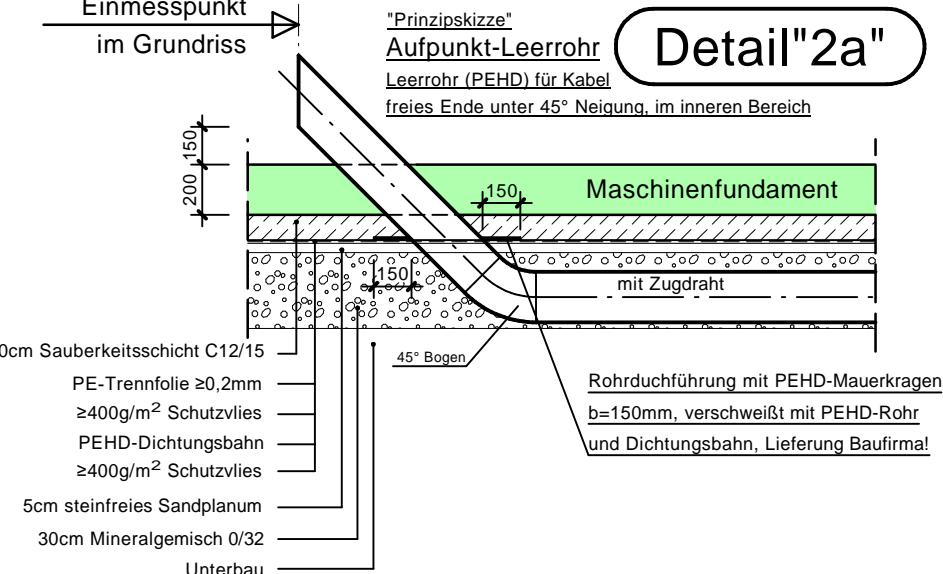 Einmesspunkt
im Grundriss
"Prinzipskizze"
Aufpunkt-Leerrohr
Leerrohr (PEHD) für Kabel
freies Ende unter 45° Neigung, im inneren Bereich
Detail"2a"
150
200
150
Maschinenfundament
150
mit Zugdraht
45° Bogen
0cm Sauberkeitsschicht C12/15
PE-Trennfolie ≥0,2mm
≥400g/m² Schutzvlies
PEHD-Dichtungsbahn
≥400g/m² Schutzvlies
5cm steinfreies Sandplanum
30cm Mineralgemisch 0/32
Unterbau
Rohrduchführung mit PEHD-Mauerkragen
b=150mm, verschweißt mit PEHD-Rohr
und Dichtungsbahn, Lieferung Baufirma!